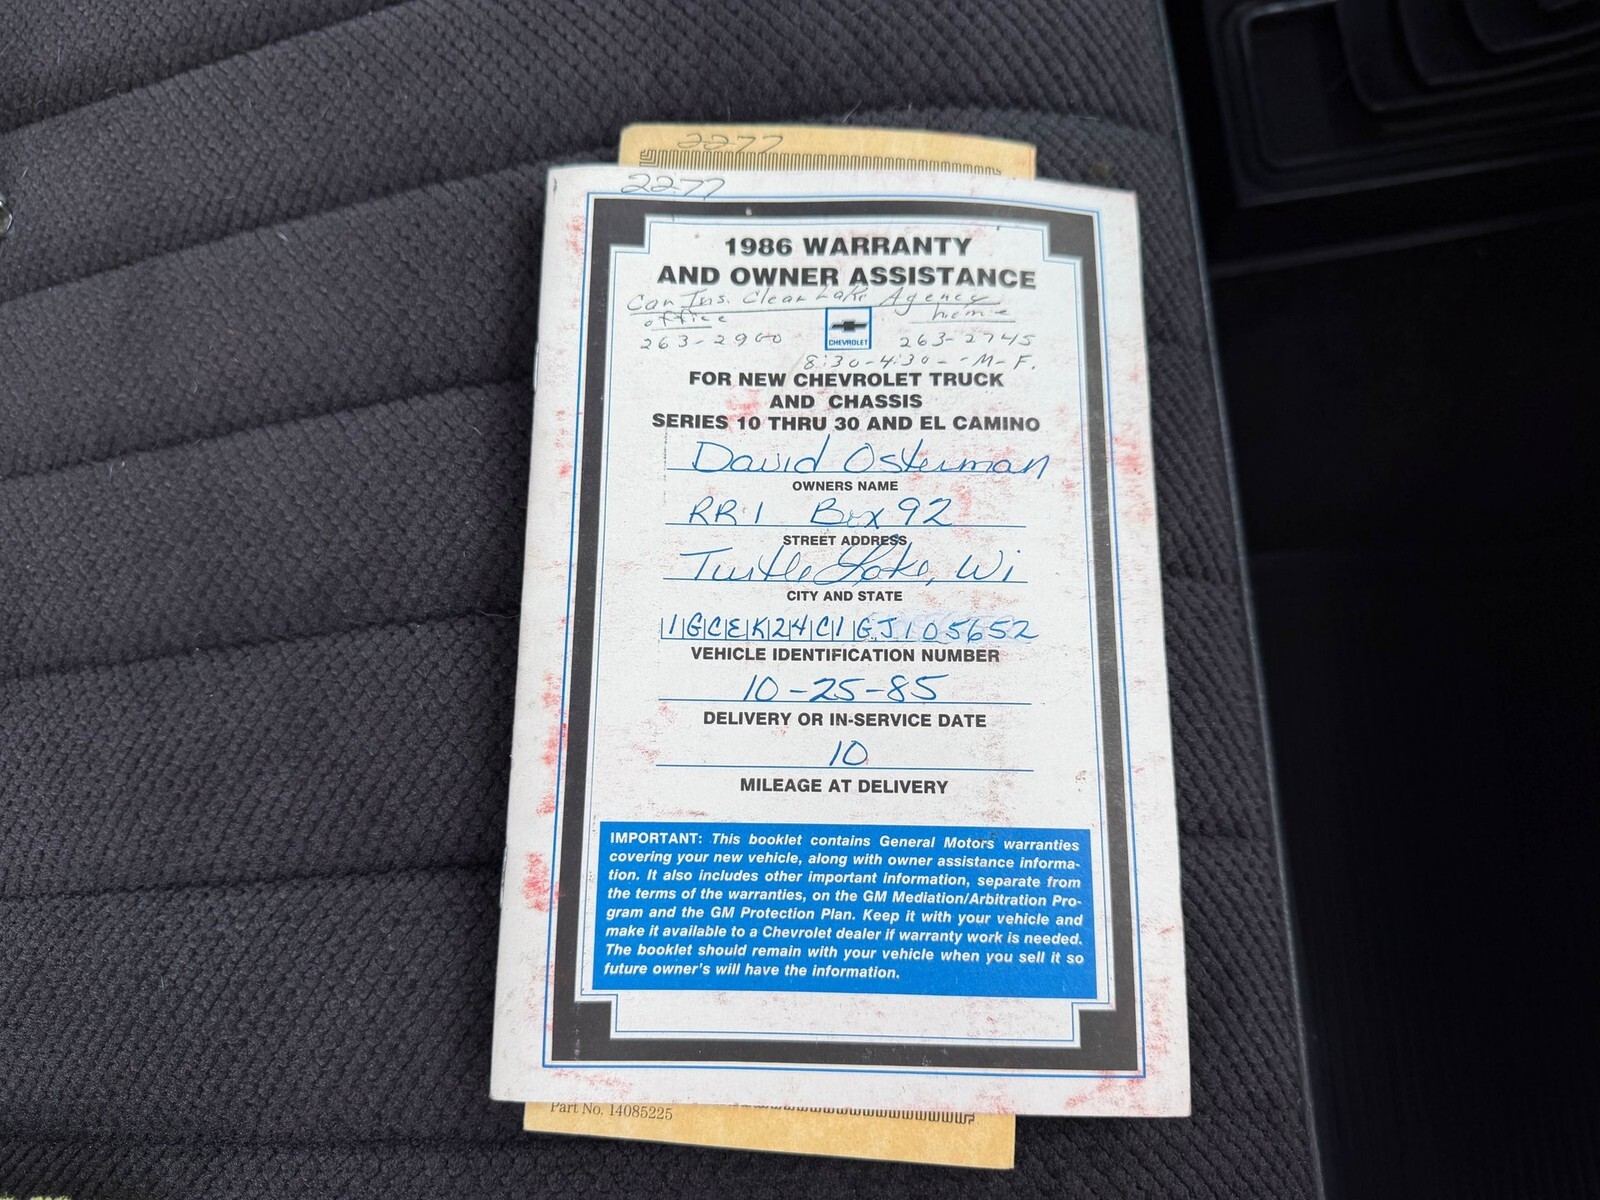 2277
2277
1986 WARRANTY
AND OWNER ASSISTANCE
Car Ins. Clear Lake Agency
office home
263-2900 CHEVROLET 263-2745
8:30-4:30 - - M-F.
FOR NEW CHEVROLET TRUCK
AND CHASSIS
SERIES 10 THRU 30 AND EL CAMINO
David Osterman
OWNERS NAME
RR 1 Box 92
STREET ADDRESS
Turtle Lake, Wi
CITY AND STATE
1GCEK24C1GJ105652
VEHICLE IDENTIFICATION NUMBER
10-25-85
DELIVERY OR IN-SERVICE DATE
10
MILEAGE AT DELIVERY
IMPORTANT: This booklet contains General Motors warranties
covering your new vehicle, along with owner assistance informa-
tion. It also includes other important information, separate from
the terms of the warranties, on the GM Mediation/Arbitration Pro-
gram and the GM Protection Plan. Keep it with your vehicle and
make it available to a Chevrolet dealer if warranty work is needed.
The booklet should remain with your vehicle when you sell it so
future owner's will have the information.
Part No. 14085225